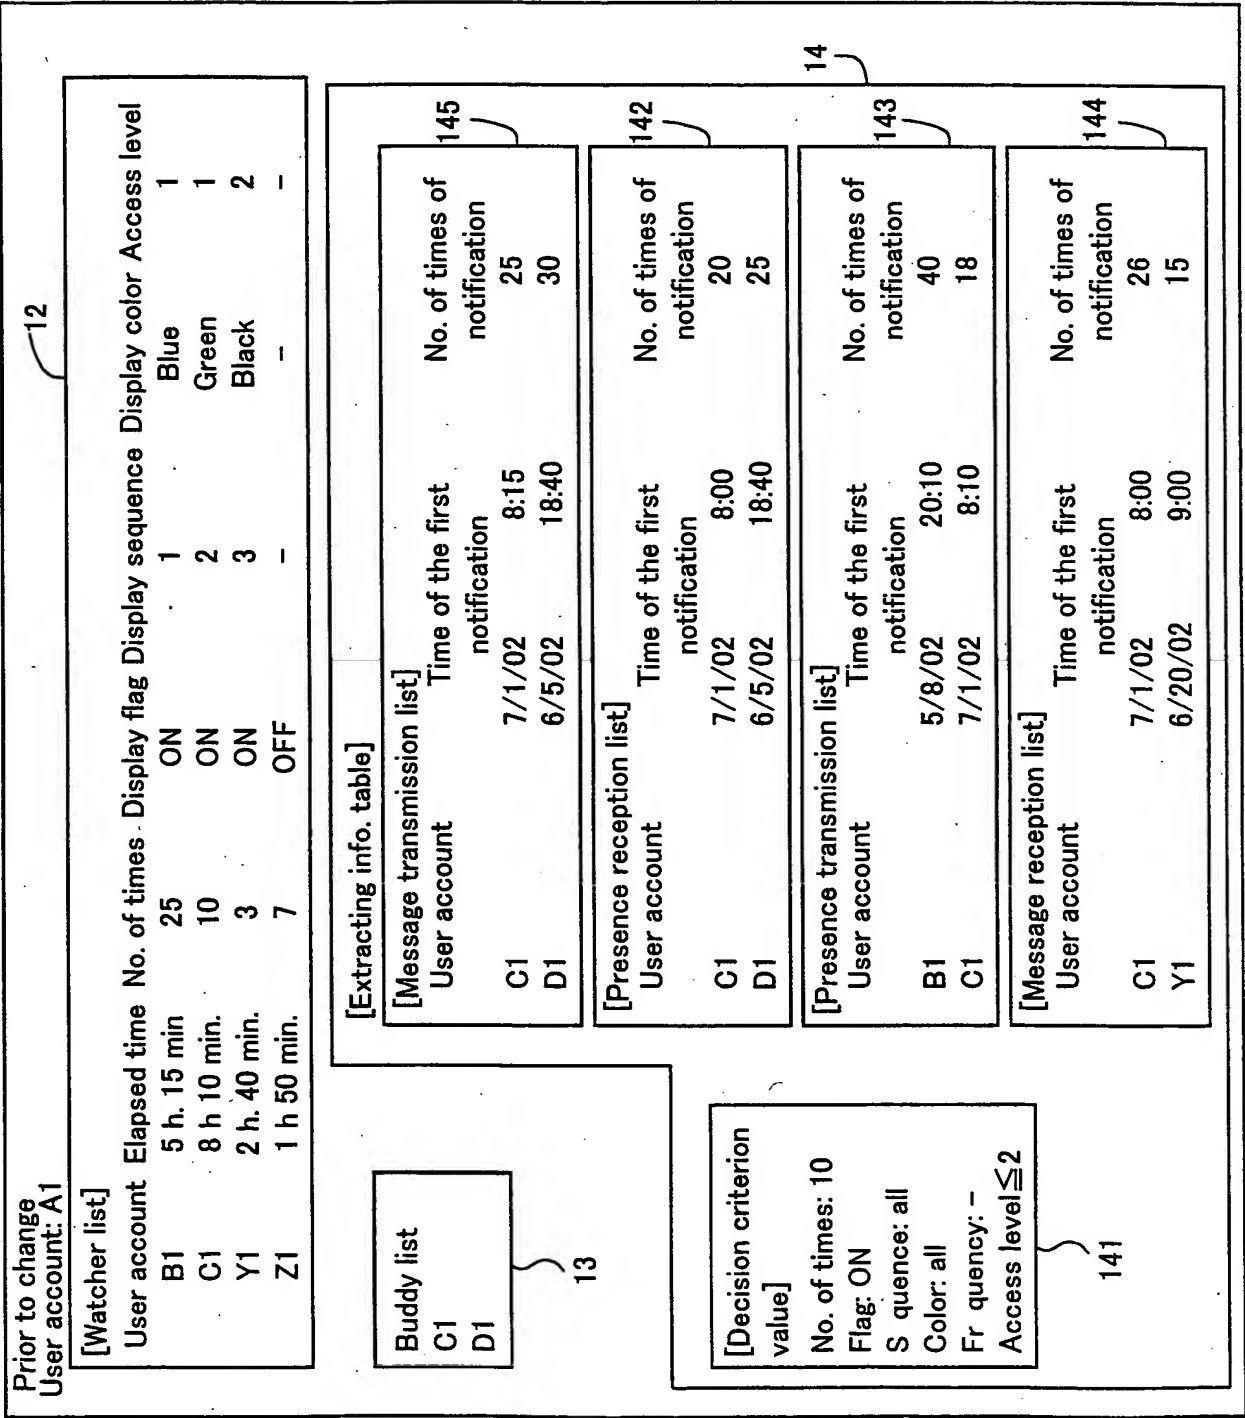 Prior to change
User account: A1
12
[Watcher list]
User account Elapsed time No. of times Display flag Display sequence Display color Access level
B1 5 h. 15 min 25 ON 1 Blue 1
C1 8 h 10 min. 10 ON 2 Green 1
Y1 2 h. 40 min. 3 ON 3 Black 2
Z1 1 h 50 min. 7 OFF – – –
Buddy list
C1
D1
13
14
[Extracting info. table]
[Message transmission list]
145
User account Time of the first No. of times of
notification notification
C1 7/1/02 8:15 25
D1 6/5/02 18:40 30
[Presence reception list]
142
User account Time of the first No. of times of
notification notification
C1 7/1/02 8:00 20
D1 6/5/02 18:40 25
[Presence transmission list]
143
User account Time of the first No. of times of
notification notification
B1 5/8/02 20:10 40
C1 7/1/02 8:10 18
[Message reception list]
144
User account Time of the first No. of times of
notification notification
C1 7/1/02 8:00 26
Y1 6/20/02 9:00 15
[Decision criterion
value]
No. of times: 10
Flag: ON
S quence: all
Color: all
Fr quency: –
Access level≦2
141